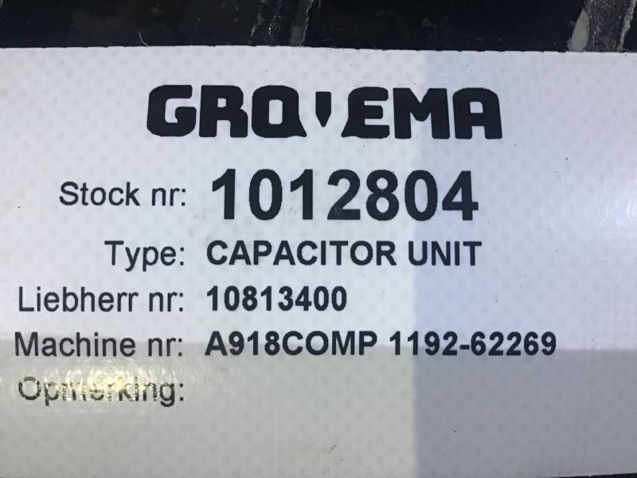 GRO'EMA
Stock nr: 1012804
Type: CAPACITOR UNIT
Liebherr nr: 10813400
Machine nr: A918COMP 1192-62269
Opmerking: